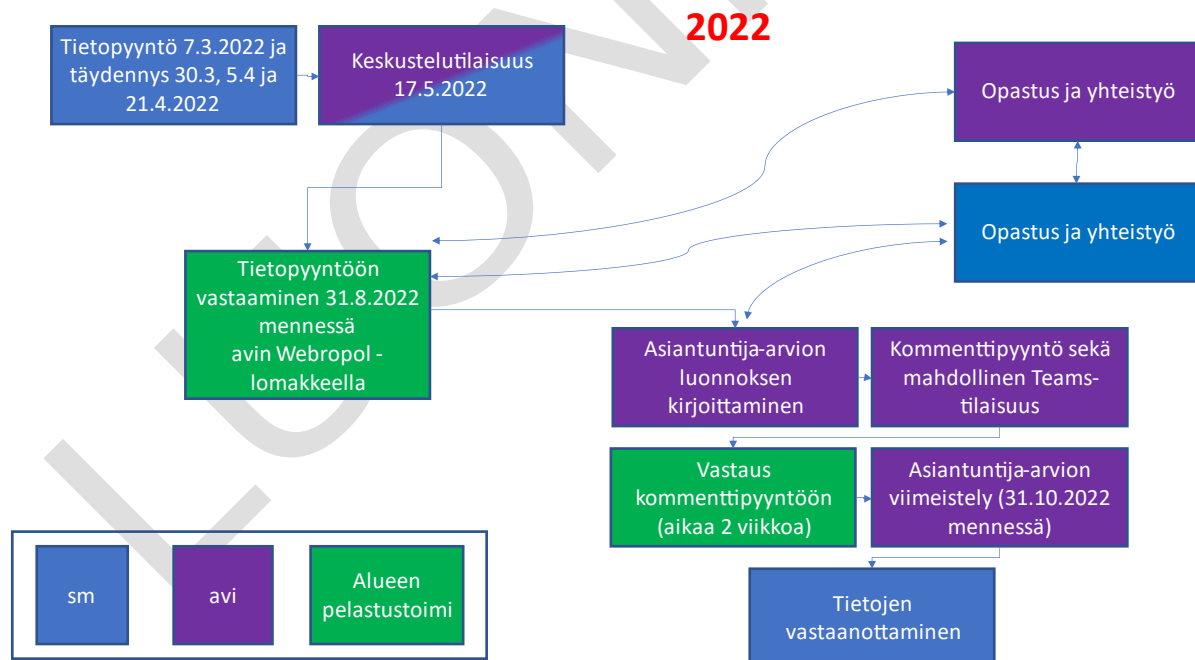 2022
Tietopyyntö 7.3.2022 ja
täydennys 30.3, 5.4 ja
21.4.2022
Keskustelutilaisuus
17.5.2022
Opastus ja yhteistyö
Opastus ja yhteistyö
Tietopyyntöön
vastaaminen 31.8.2022
mennessä
avin Webropol -
lomakkeella
Asiantuntija-arvion
luonnoksen
kirjoittaminen
Kommenttipyyntö sekä
mahdollinen Teams-
tilaisuus
Vastaus
kommenttipyyntöön
(aikaa 2 viikkoa)
Asiantuntija-arvion
viimeistely (31.10.2022
mennessä)
Tietojen
vastaanottaminen
sm
avi
Alueen
pelastustoimi